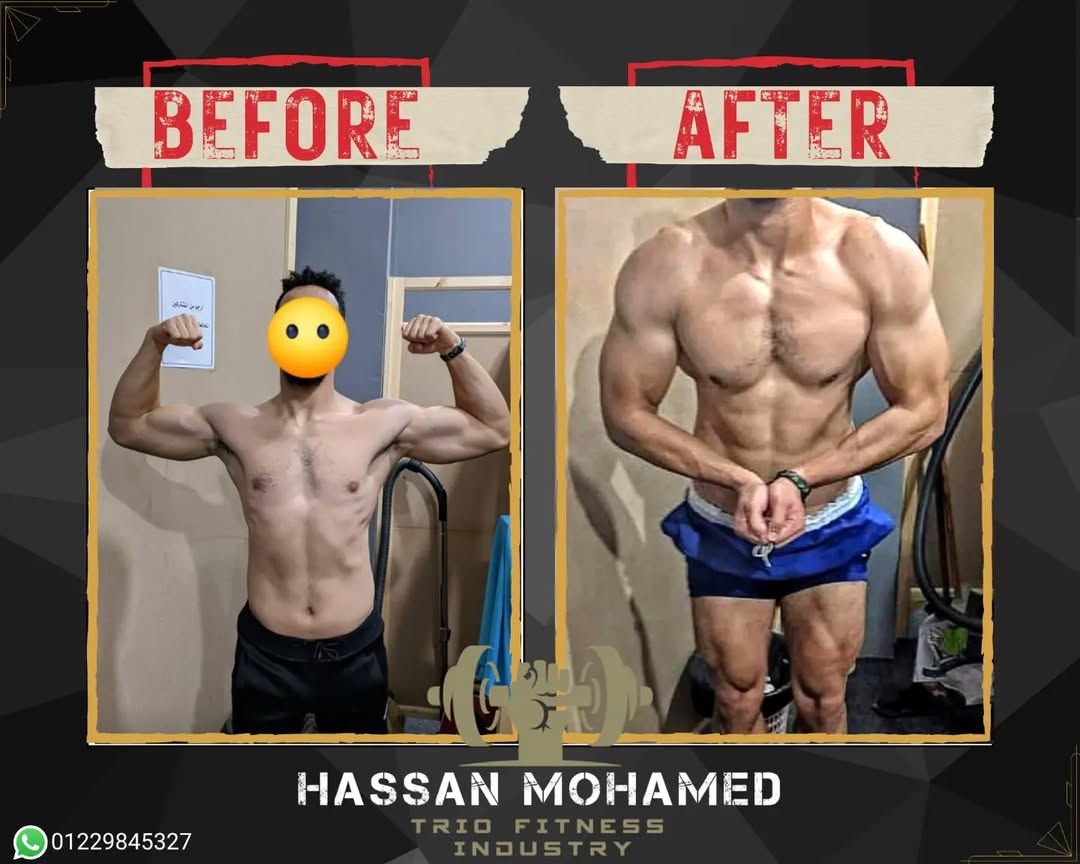 BEFORE
AFTER
HASSAN MOHAMED
TRIO FITNESS
INDUSTRY
01229845327